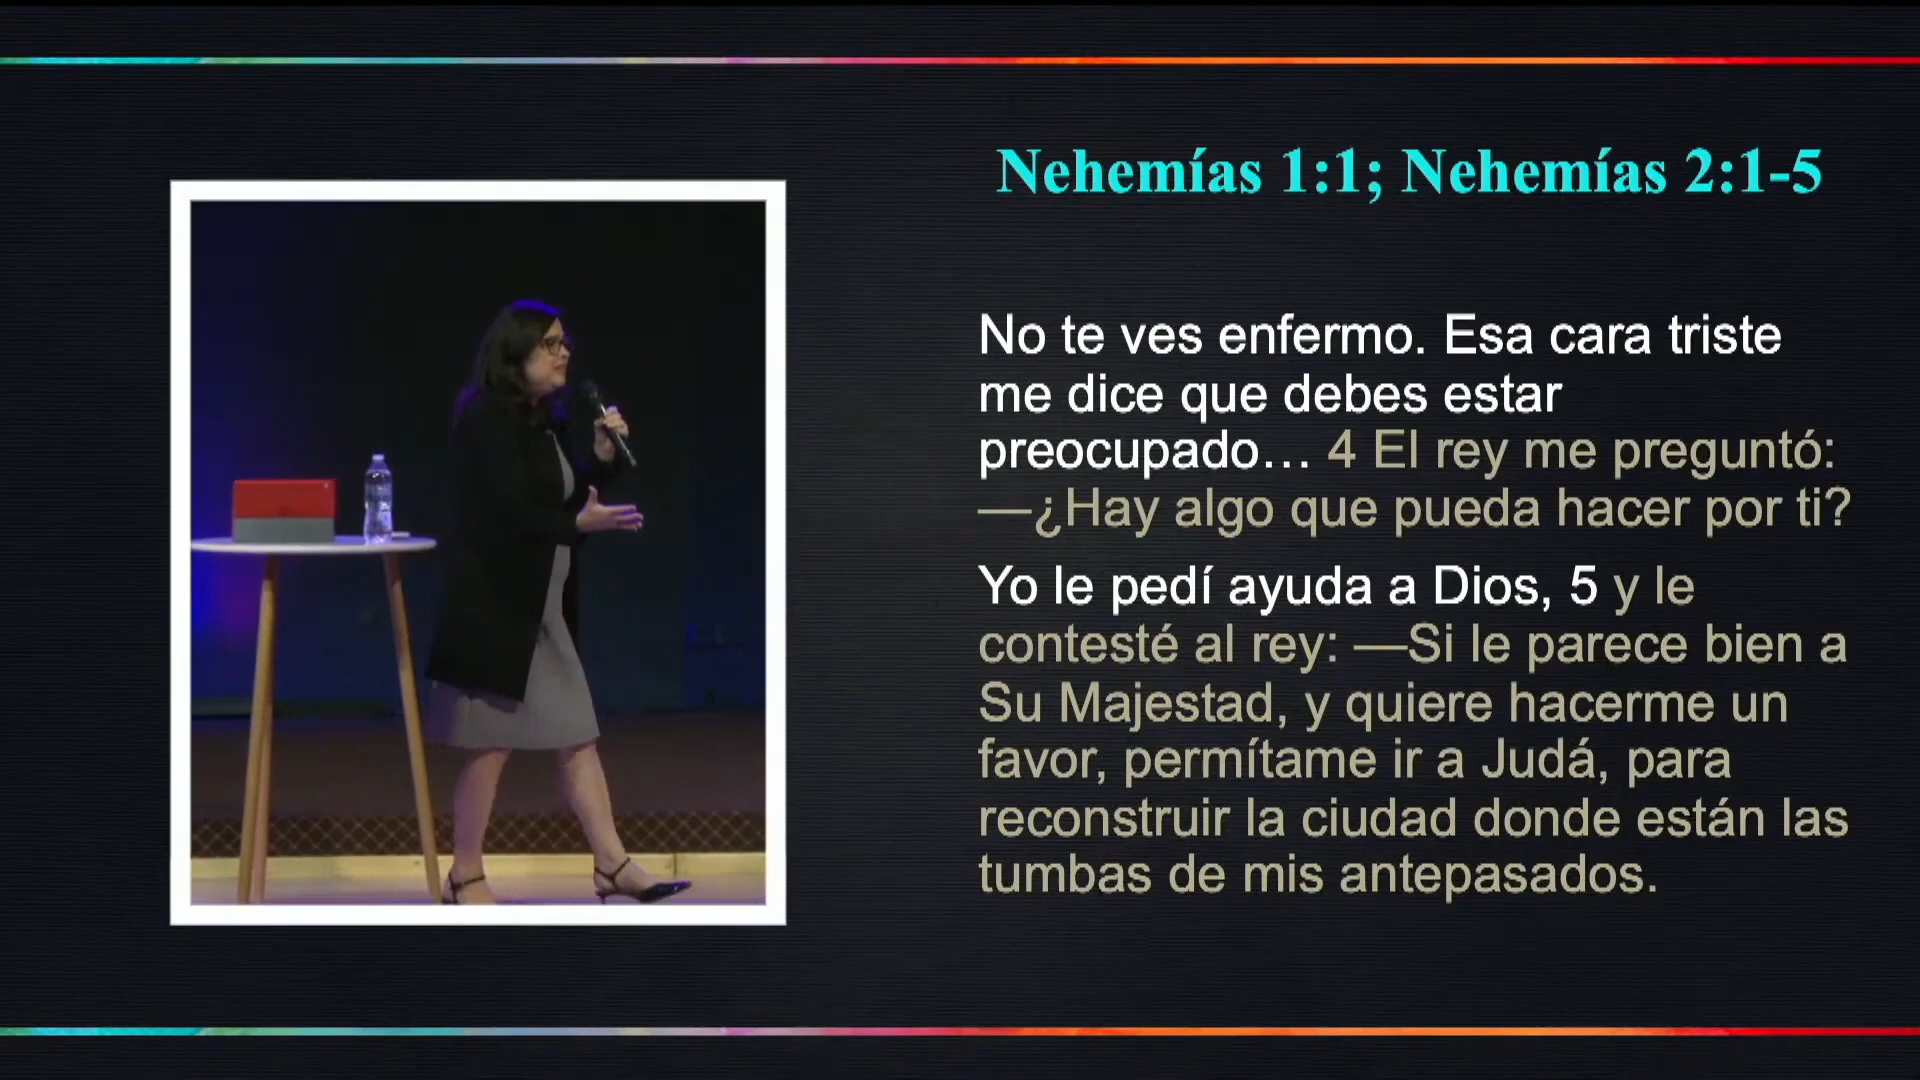 Nehemías 1:1; Nehemías 2:1-5
No te ves enfermo. Esa cara triste
me dice que debes estar
preocupado… 4 El rey me preguntó:
—¿Hay algo que pueda hacer por ti?
Yo le pedí ayuda a Dios, 5 y le
contesté al rey: —Si le parece bien a
Su Majestad, y quiere hacerme un
favor, permítame ir a Judá, para
reconstruir la ciudad donde están las
tumbas de mis antepasados.